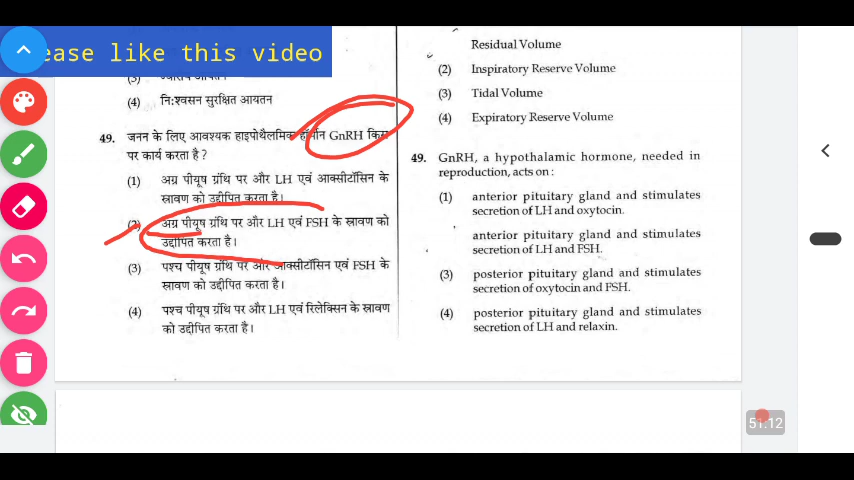 ease like this video
(3)
(4) नि:श्वसन सुरक्षित आयतन
49. जनन के लिए आवश्यक हाइपोथैलमिक हॉर्मोन GnRH किस
पर कार्य करता है ?
(1) अग्र पीयूष ग्रंथि पर और LH एवं आक्सीटॉसिन के
स्रावण को उद्दीपित करता है।
(2) अग्र पीयूष ग्रंथि पर और LH एवं FSH के स्रावण को
उद्दीपित करता है।
(3) पश्च पीयूष ग्रंथि पर और आक्सीटॉसिन एवं FSH के
स्रावण को उद्दीपित करता है।
(4) पश्च पीयूष ग्रंथि पर और LH एवं रिलेक्सिन के स्रावण
को उद्दीपित करता है।
Residual Volume
(2) Inspiratory Reserve Volume
(3) Tidal Volume
(4) Expiratory Reserve Volume
49. GnRH, a hypothalamic hormone, needed in
reproduction, acts on :
(1) anterior pituitary gland and stimulates
secretion of LH and oxytocin.
anterior pituitary gland and stimulates
secretion of LH and FSH.
(3) posterior pituitary gland and stimulates
secretion of oxytocin and FSH.
(4) posterior pituitary gland and stimulates
secretion of LH and relaxin.
51:12